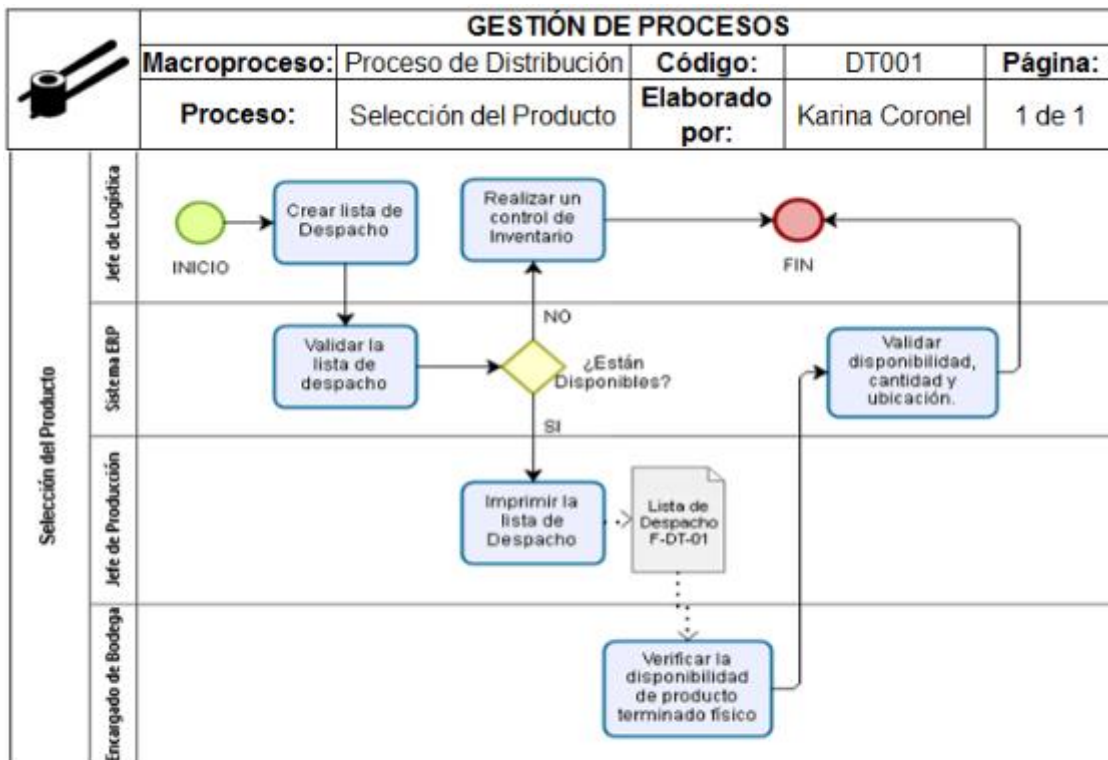 GESTIÓN DE PROCESOS
Macroproceso: Proceso de Distribución Código: DT001 Página:
Proceso: Selección del Producto Elaborado
por: Karina Coronel 1 de 1
Selección del Producto
Jefe de Logística
INICIO
Crear lista de
Despacho
Realizar un
control de
Inventario
FIN
Sistema ERP
Validar la
lista de
despacho
NO
¿Están
Disponibles?
SI
Validar
disponibilidad,
cantidad y
ubicación.
Jefe de Producción
Imprimir la
lista de
Despacho
Lista de
Despacho
F-DT-01
Encargado de Bodega
Verificar la
disponibilidad
de producto
terminado físico